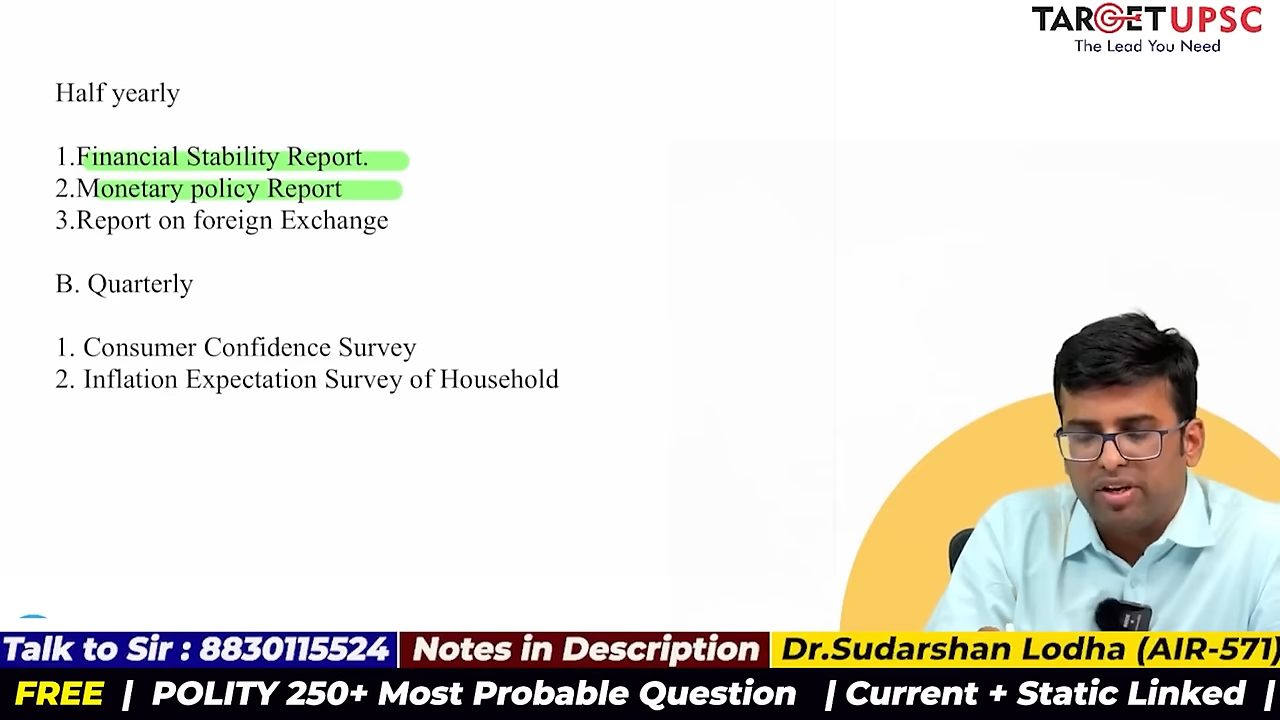 TARGET UPSC
The Lead You Need
Half yearly
1.Financial Stability Report.
2.Monetary policy Report
3.Report on foreign Exchange
B. Quarterly
1. Consumer Confidence Survey
2. Inflation Expectation Survey of Household
Talk to Sir : 8830115524 Notes in Description Dr.Sudarshan Lodha (AIR-571)
FREE | POLITY 250+ Most Probable Question | Current + Static Linked |